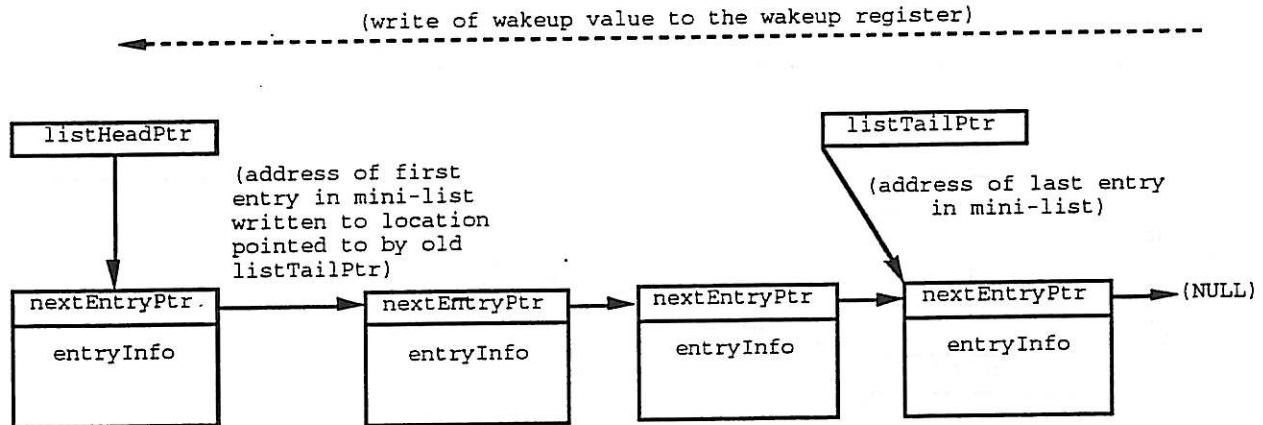 (write of wakeup value to the wakeup register)
listHeadPtr
listTailPtr
(address of first
entry in mini-list
written to location
pointed to by old
listTailPtr)
(address of last entry
in mini-list)
nextEntryPtr
nextEntryPtr
nextEntryPtr
nextEntryPtr
(NULL)
entryInfo
entryInfo
entryInfo
entryInfo